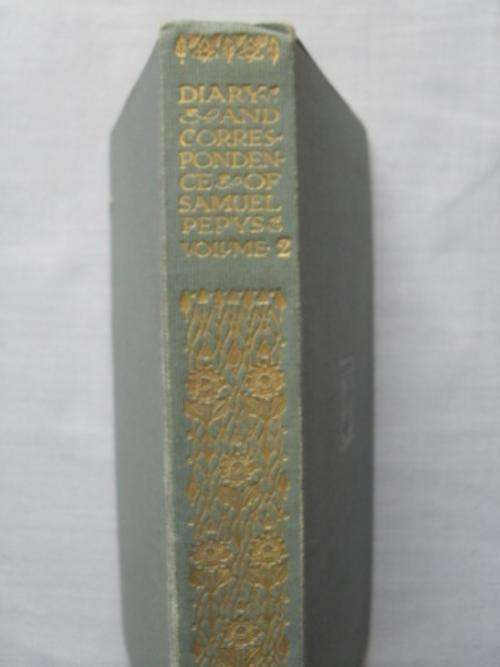 DIARY
AND
CORRES-
PONDEN-
CE OF
SAMUEL
PEPYS
VOLUME 2